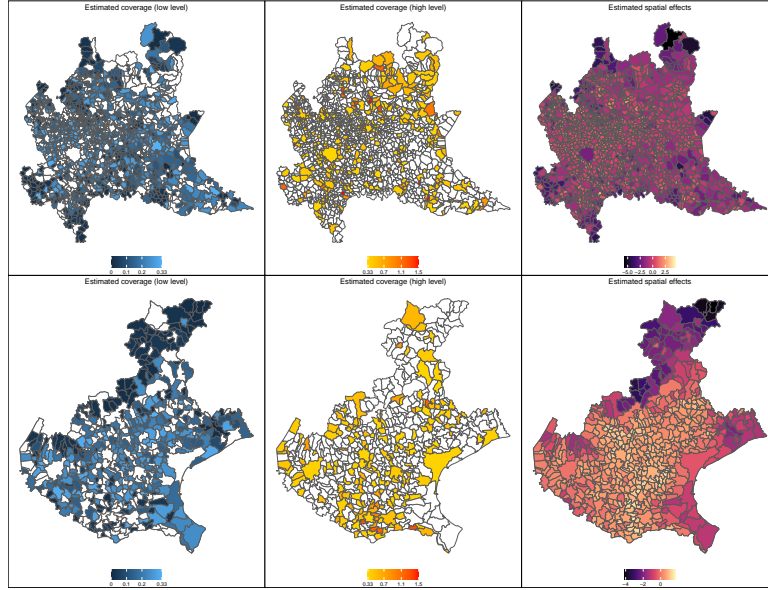 Estimated coverage (low level)
Estimated coverage (high level)
Estimated spatial effects
0 0.1 0.2 0.33
0.33 0.7 1.1 1.5
−5.0 −2.5 0.0 2.5
Estimated coverage (low level)
Estimated coverage (high level)
Estimated spatial effects
0 0.1 0.2 0.33
0.33 0.7 1.1 1.5
−4 −2 0